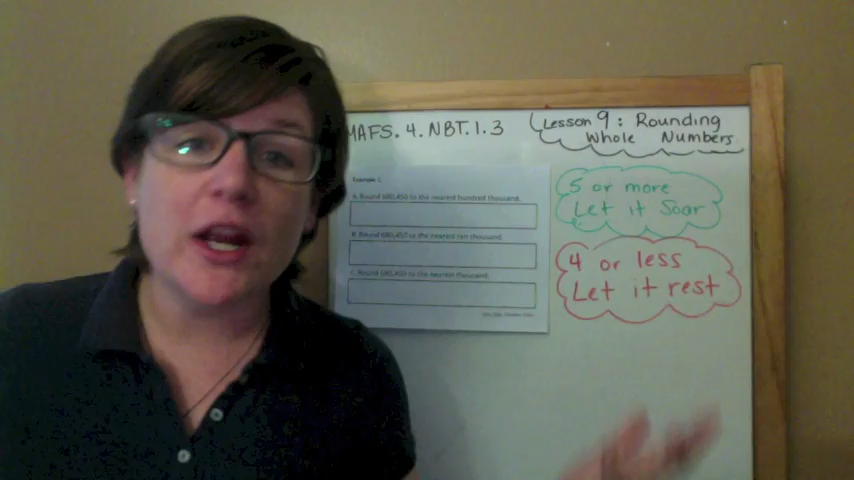 MAFS.4.NBT.1.3
Lesson 9: Rounding
Whole Numbers
Example 1.
A. Round 680,450 to the nearest hundred thousand.
B. Round 680,450 to the nearest ten thousand.
C. Round 680,450 to the nearest thousand.
5 or more
Let it Soar
4 or less
Let it rest